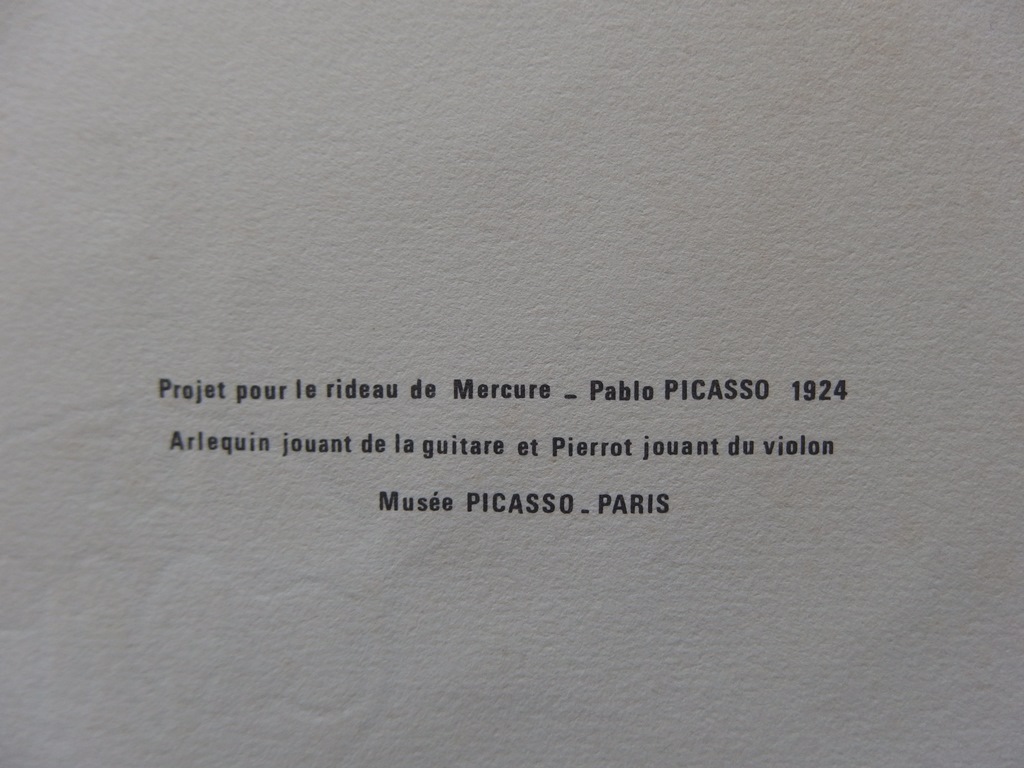 Projet pour le rideau de Mercure - Pablo PICASSO 1924
Arlequin jouant de la guitare et Pierrot jouant du violon
Musée PICASSO - PARIS